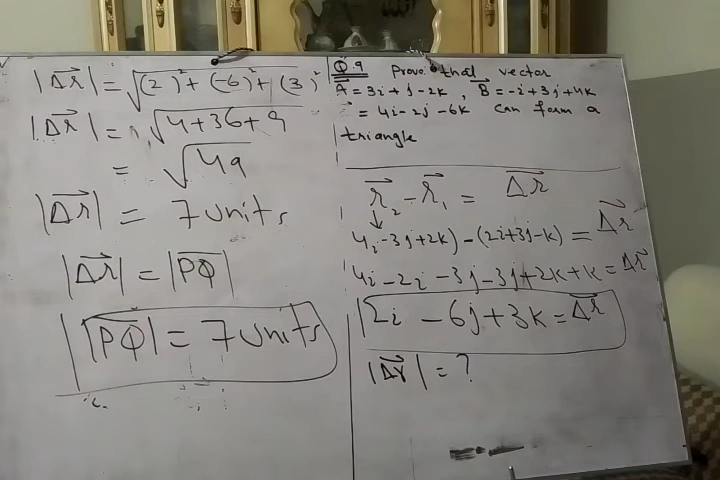 |Δr⃗| = √(2)² + (-6)² + (3)²
|Δr⃗| = √4+36+9
= √49
|Δr⃗| = 7 units
|Δr⃗| = |PQ|
|PQ| = 7 units
Q.9 Prove that vector
A⃗ = 3i + j - 2k, B⃗ = -i + 3j + 4k
= 4i - 2j - 6k can form a
triangle
r⃗₂ - r⃗₁ = Δr⃗
4i - 3j + 2k) - (2i + 3j - k) = Δr⃗
4i - 2i - 3j - 3j + 2k + k = Δr⃗
2i - 6j + 3k = Δr⃗
|Δr⃗| = ?